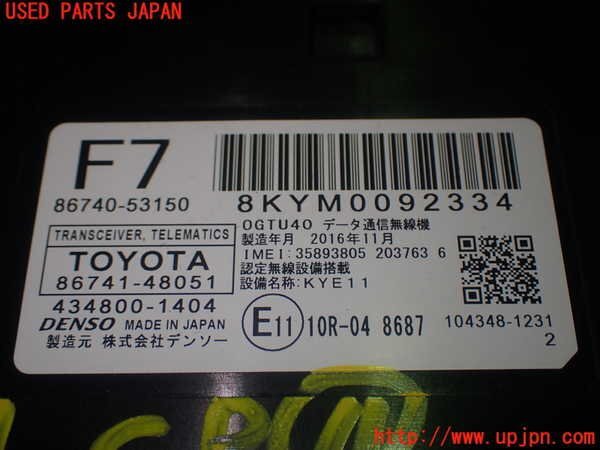 USED PARTS JAPAN
F7
86740-53150
8KYM0092334
0GTU40 データ通信無線機
製造年月 2016年11月
IMEI: 35893805 203763 6
認定無線設備搭載
設備名称:KYE11
TRANSCEIVER, TELEMATICS
TOYOTA
86741-48051
434800-1404
DENSO MADE IN JAPAN
製造元 株式会社デンソー
E11 10R-04 8687
104348-1231
2
https://www.upjpn.com